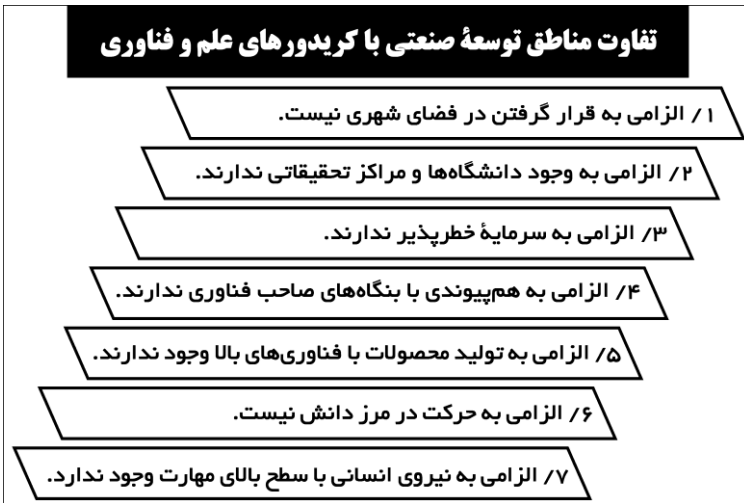 تفاوت مناطق توسعهٔ صنعتی با کریدورهای علم و فناوری
۱/ الزامی به قرار گرفتن در فضای شهری نیست.
۲/ الزامی به وجود دانشگاه‌ها و مراکز تحقیقاتی ندارند.
۳/ الزامی به سرمایهٔ خطرپذیر ندارند.
۴/ الزامی به هم‌پیوندی با بنگاه‌های صاحب فناوری ندارند.
۵/ الزامی به تولید محصولات با فناوری‌های بالا وجود ندارند.
۶/ الزامی به حرکت در مرز دانش نیست.
۷/ الزامی به نیروی انسانی با سطح بالای مهارت وجود ندارد.